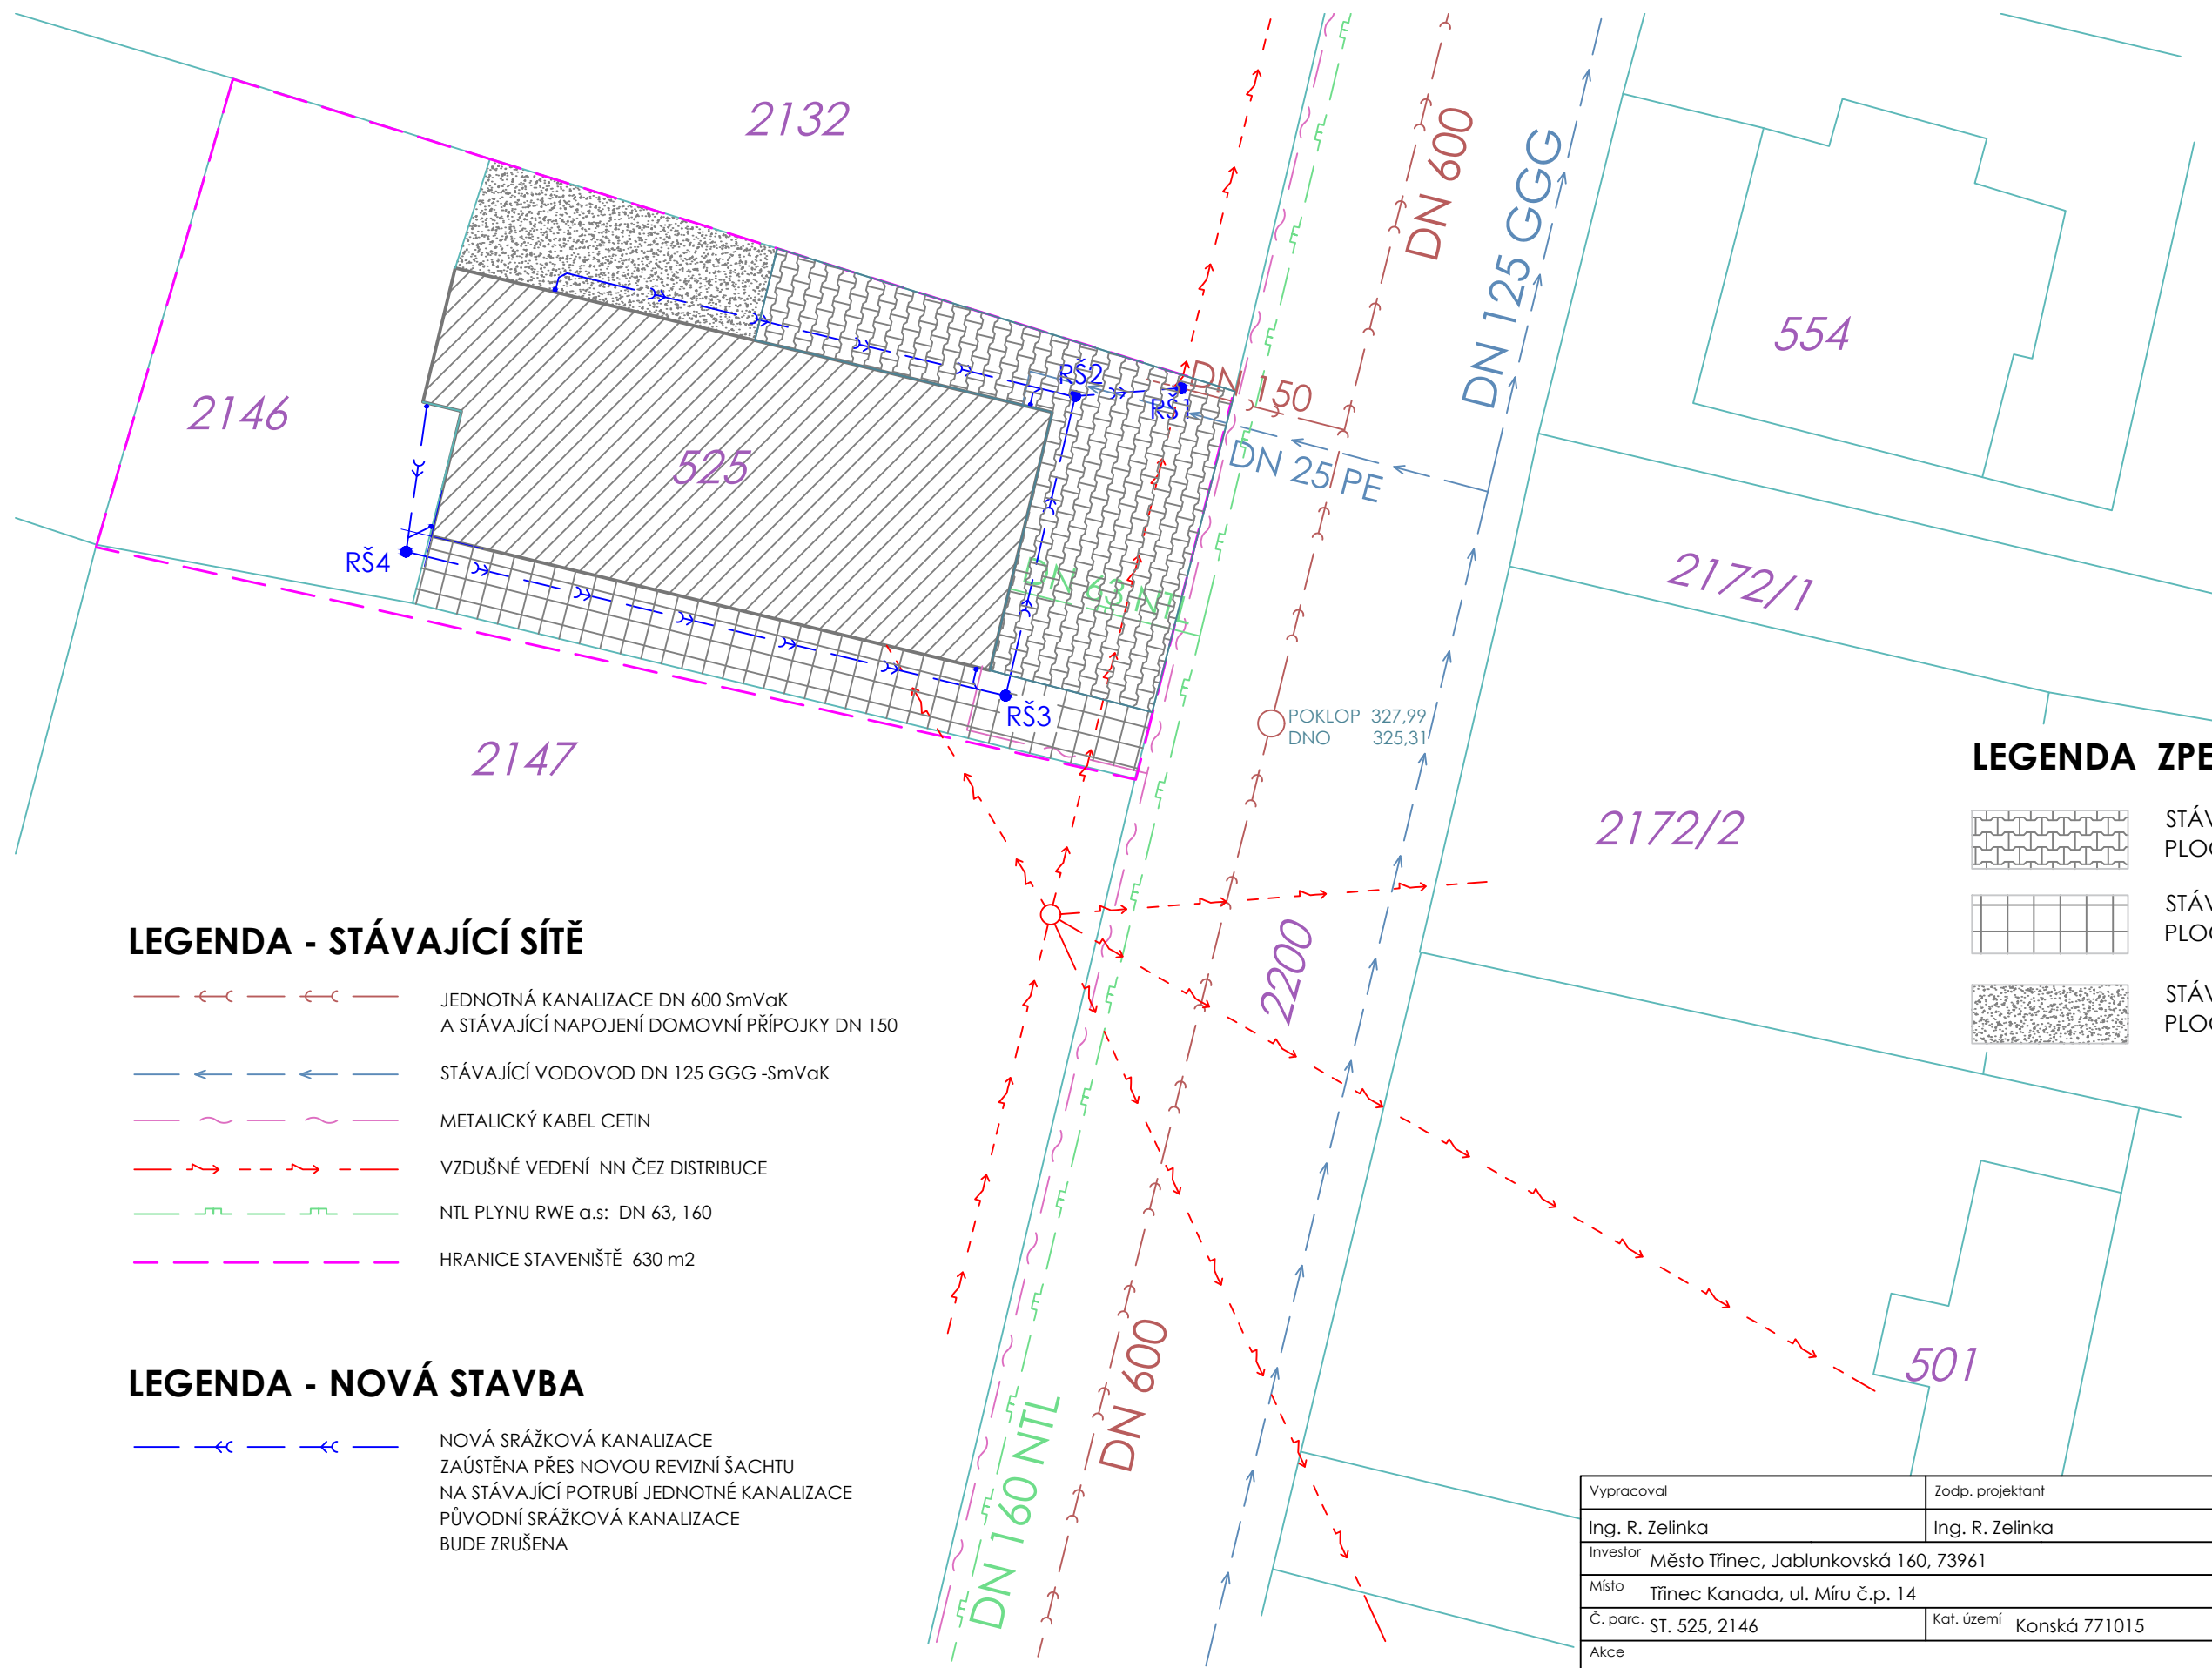 2132
DN 600
DN 125 GGG
554
2146
525
RŠ2
RŠ1
DN 150
DN 25 PE
RŠ4
DN 63 NTL
RŠ3
2172/1
POKLOP 327,99
DNO 325,31
2147
2172/2
2200
501
DN 600
DN 160 NTL
LEGENDA ZPE
STÁV
PLOC
STÁV
PLOC
STÁV
PLOC
LEGENDA - STÁVAJÍCÍ SÍTĚ
JEDNOTNÁ KANALIZACE DN 600 SmVaK
A STÁVAJÍCÍ NAPOJENÍ DOMOVNÍ PŘÍPOJKY DN 150
STÁVAJÍCÍ VODOVOD DN 125 GGG -SmVaK
METALICKÝ KABEL CETIN
VZDUŠNÉ VEDENÍ NN ČEZ DISTRIBUCE
NTL PLYNU RWE a.s: DN 63, 160
HRANICE STAVENIŠTĚ 630 m2
LEGENDA - NOVÁ STAVBA
NOVÁ SRÁŽKOVÁ KANALIZACE
ZAÚSTĚNA PŘES NOVOU REVIZNÍ ŠACHTU
NA STÁVAJÍCÍ POTRUBÍ JEDNOTNÉ KANALIZACE
PŮVODNÍ SRÁŽKOVÁ KANALIZACE
BUDE ZRUŠENA
Vypracoval Zodp. projektant
Ing. R. Zelinka Ing. R. Zelinka
Investor Město Třinec, Jablunkovská 160, 73961
Místo Třinec Kanada, ul. Míru č.p. 14
Č. parc. ST. 525, 2146 Kat. území Konská 771015
Akce